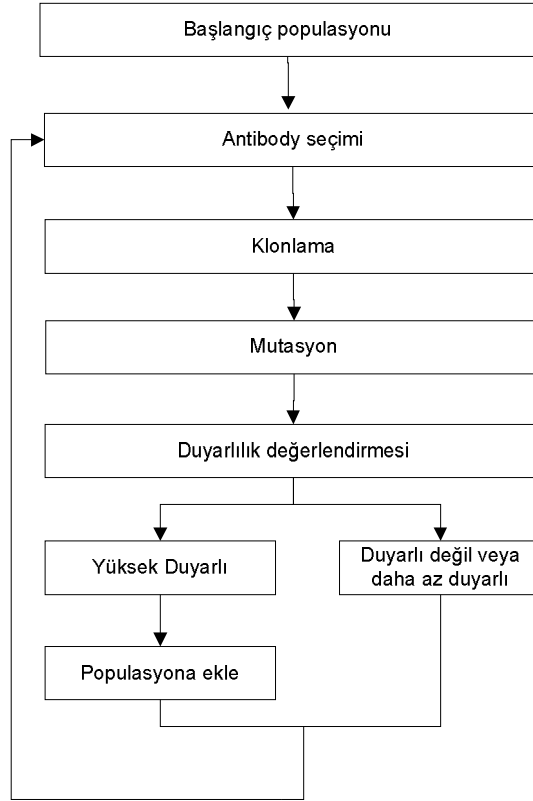 Başlangıç populasyonu
Antibody seçimi
Klonlama
Mutasyon
Duyarlılık değerlendirmesi
Yüksek Duyarlı
Duyarlı değil veya
daha az duyarlı
Populasyona ekle